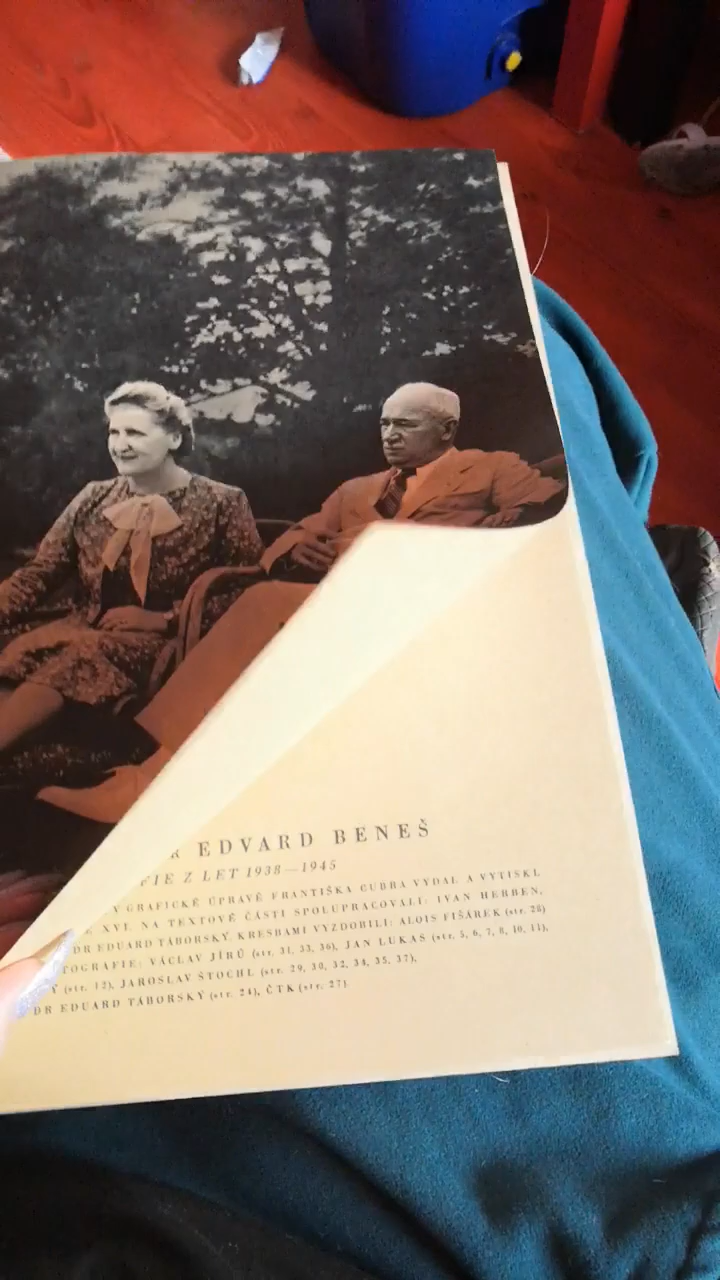 EDVARD BENEŠ
FIE Z LET 1938—1945
V GRAFICKÉ ÚPRAVĚ FRANTIŠKA CUBBA VYDAL A VYTISKL
XVI. NA TEXTOVÉ ČÁSTI SPOLUPRACOVALI: IVAN HERBEN,
DR EDUARD TÁBORSKÝ. KRESBAMI VYZDOBILI: ALOIS FIŠÁREK (str. 28)
TOGRAFIE: VÁCLAV JÍRŮ (str. 31, 33, 36), JAN LUKAS (str. 5, 6, 7, 8, 10, 11),
Ý (str. 12), JAROSLAV ŠTOCHL (str. 29, 30, 32, 34, 35, 37),
DR EDUARD TÁBORSKÝ (str. 24), ČTK (str. 27)